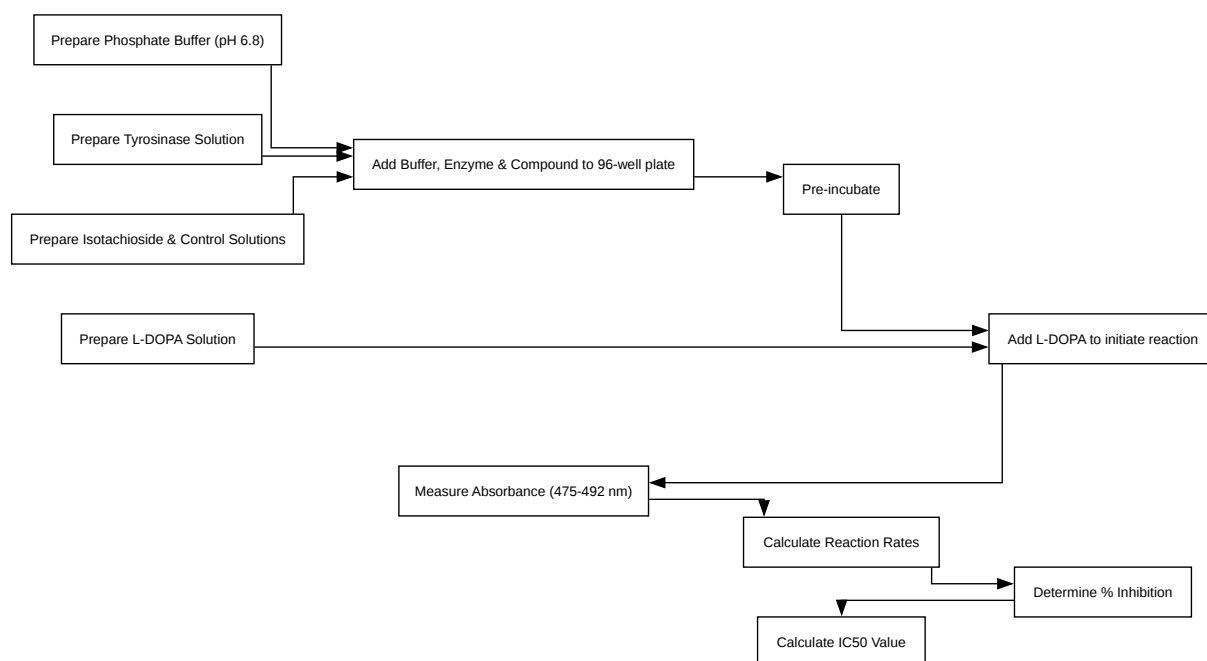 Prepare Phosphate Buffer (pH 6.8)
Prepare Tyrosinase Solution
Add Buffer, Enzyme & Compound to 96-well plate
Pre-incubate
Prepare Isotachioside & Control Solutions
Prepare L-DOPA Solution
Add L-DOPA to initiate reaction
Measure Absorbance (475-492 nm)
Calculate Reaction Rates
Determine % Inhibition
Calculate IC50 Value